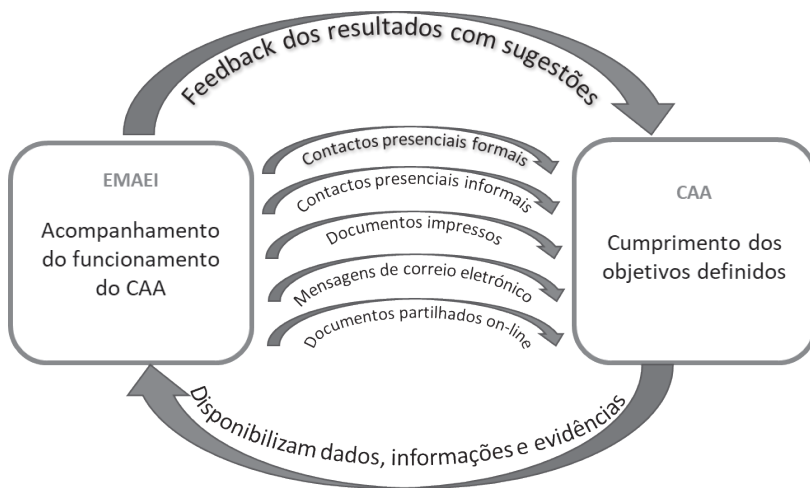 Feedback dos resultados com sugestões
EMAEI
Acompanhamento
do funcionamento
do CAA
Contactos presenciais formais
Contactos presenciais informais
Documentos impressos
Mensagens de correio eletrónico
Documentos partilhados on-line
CAA
Cumprimento dos
objetivos definidos
Disponibilizam dados, informações e evidências